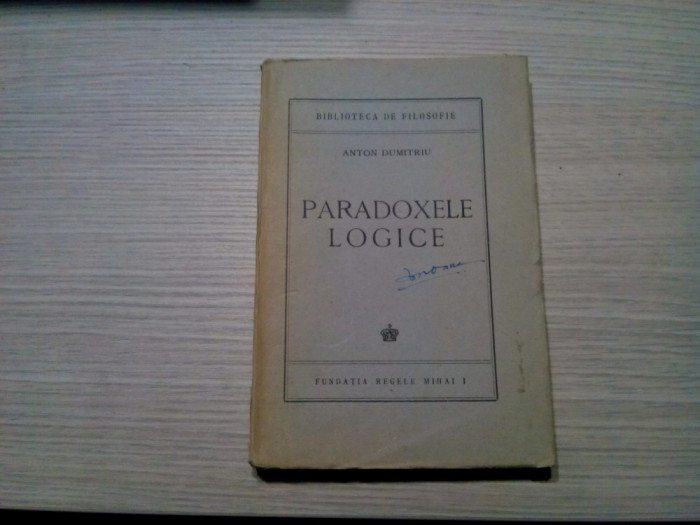 BIBLIOTECA DE FILOSOFIE
ANTON DUMITRIU
PARADOXELE
LOGICE
FUNDAȚIA REGELE MIHAI I